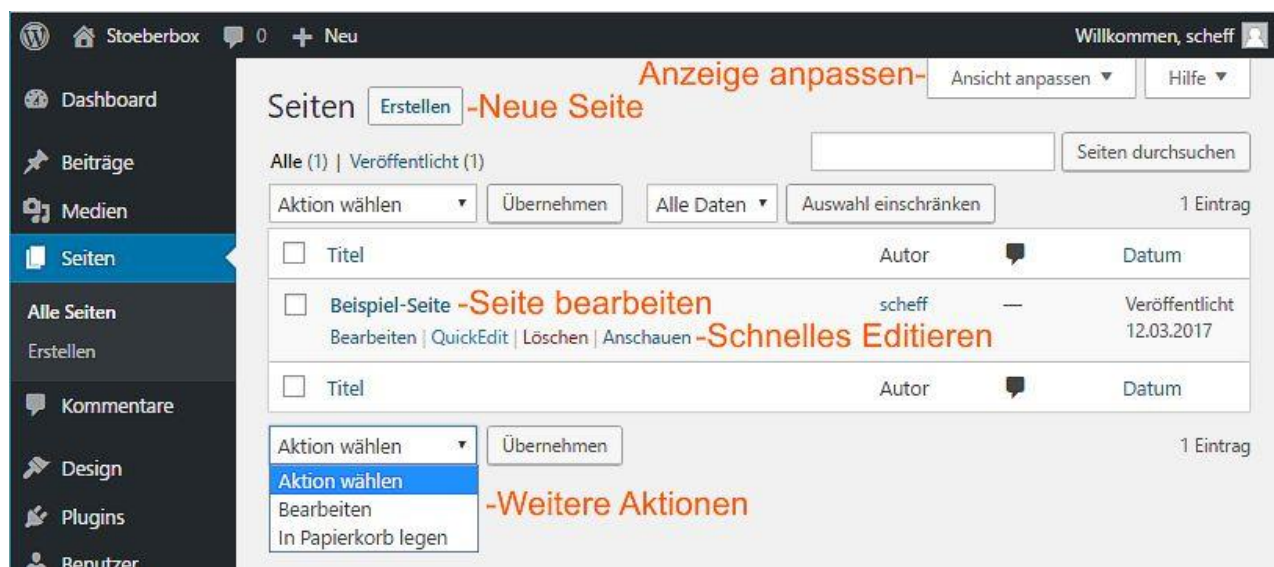 Stoeberbox 0 + Neu Willkommen, scheff
Anzeige anpassen- Ansicht anpassen ▼ Hilfe ▼
Dashboard
Beiträge
Medien
Seiten
Alle Seiten
Erstellen
Kommentare
Design
Plugins
Benutzer
Seiten Erstellen -Neue Seite
Alle (1) | Veröffentlicht (1) Seiten durchsuchen
Aktion wählen ▼ Übernehmen Alle Daten ▼ Auswahl einschränken 1 Eintrag
Titel Autor Datum
Beispiel-Seite -Seite bearbeiten scheff — Veröffentlicht
Bearbeiten | QuickEdit | Löschen | Anschauen -Schnelles Editieren 12.03.2017
Titel Autor Datum
Aktion wählen ▼ Übernehmen 1 Eintrag
Aktion wählen
Bearbeiten -Weitere Aktionen
In Papierkorb legen